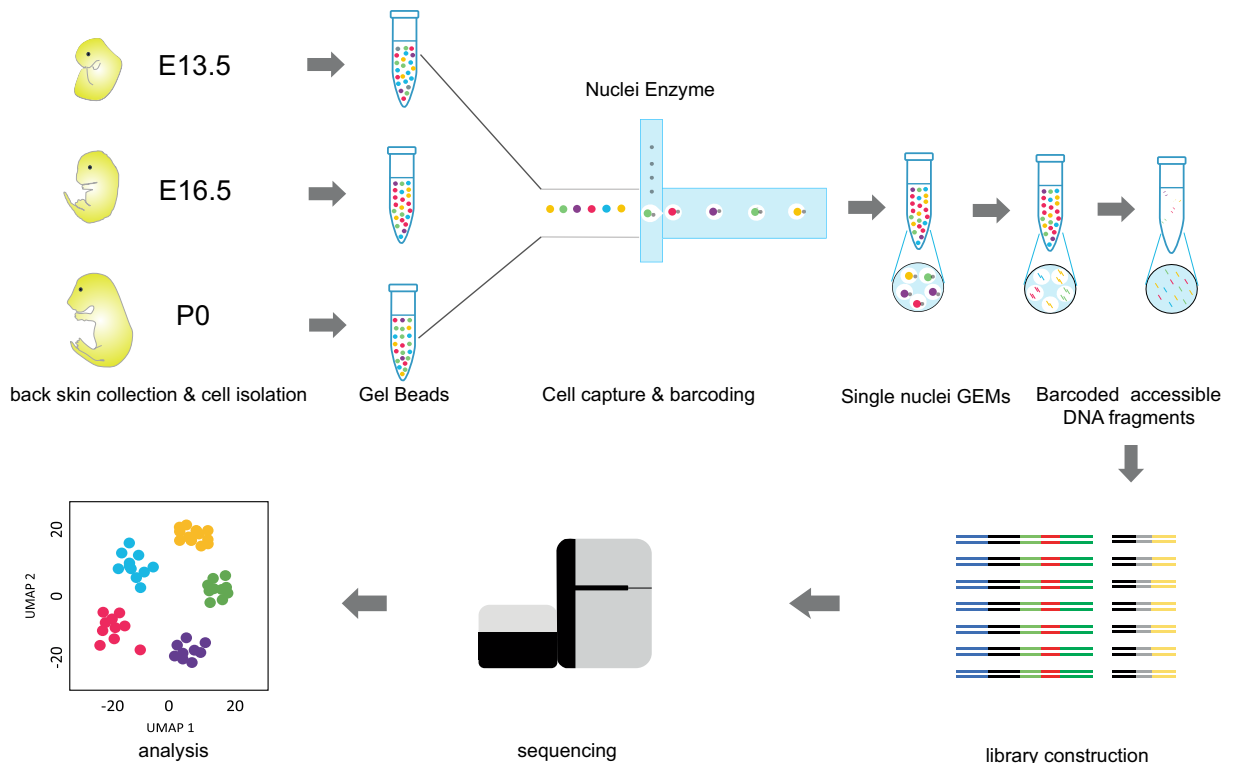 E13.5
Nuclei Enzyme
E16.5
P0
back skin collection & cell isolation
Gel Beads
Cell capture & barcoding
Single nuclei GEMs
Barcoded accessible
DNA fragments
20
0
-20
UMAP 2
-20
0
20
UMAP 1
analysis
sequencing
library construction